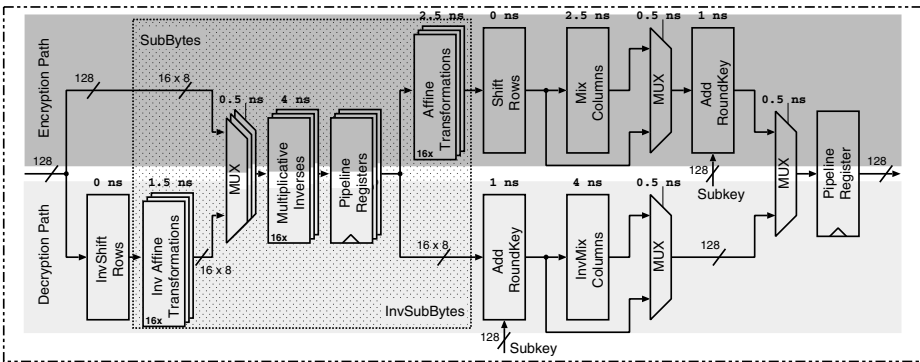 2.5 ns
0 ns
2.5 ns
0.5 ns
1 ns
SubBytes
Encryption Path
128
16 x 8
0.5 ns
4 ns
Affine
Transformations
16x
Shift
Rows
Mix
Columns
MUX
Add
RoundKey
0.5 ns
MUX
Multiplicative
Inverses
16x
Pipeline
Registers
128
Subkey
128
MUX
Pipeline
Register
128
0 ns
1.5 ns
1 ns
4 ns
0.5 ns
Decryption Path
InvShift
Rows
Inv Affine
Transformations
16x
16 x 8
16 x 8
Add
RoundKey
InvMix
Columns
MUX
128
InvSubBytes
128
Subkey